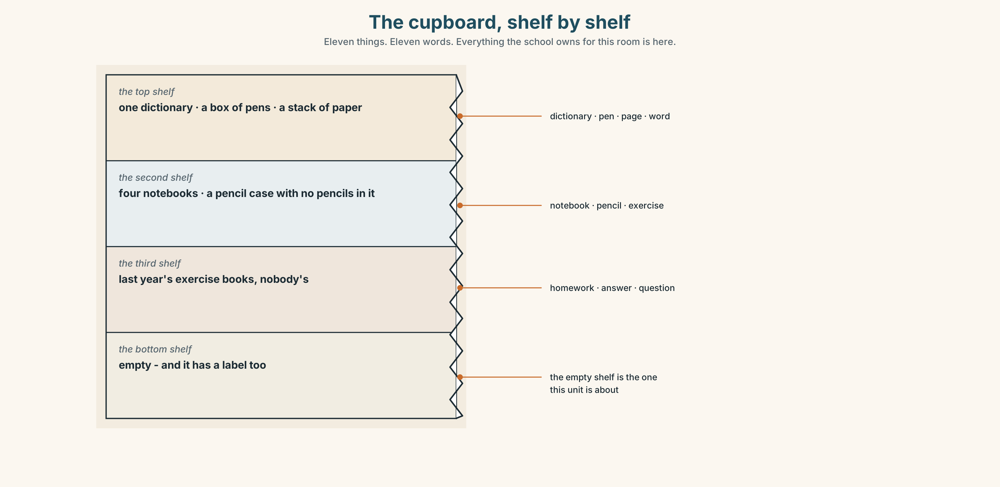 The cupboard, shelf by shelf
Eleven things. Eleven words. Everything the school owns for this room is here.
the top shelf
one dictionary · a box of pens · a stack of paper
dictionary · pen · page · word
the second shelf
four notebooks · a pencil case with no pencils in it
notebook · pencil · exercise
the third shelf
last year's exercise books, nobody's
homework · answer · question
the bottom shelf
empty - and it has a label too
the empty shelf is the one
this unit is about